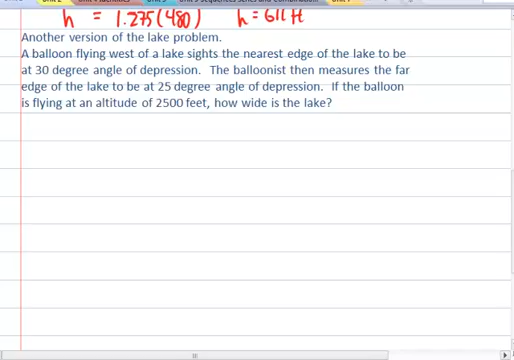 h = 1.275(480) h = 611 ft
Another version of the lake problem.
A balloon flying west of a lake sights the nearest edge of the lake to be
at 30 degree angle of depression. The balloonist then measures the far
edge of the lake to be at 25 degree angle of depression. If the balloon
is flying at an altitude of 2500 feet, how wide is the lake?